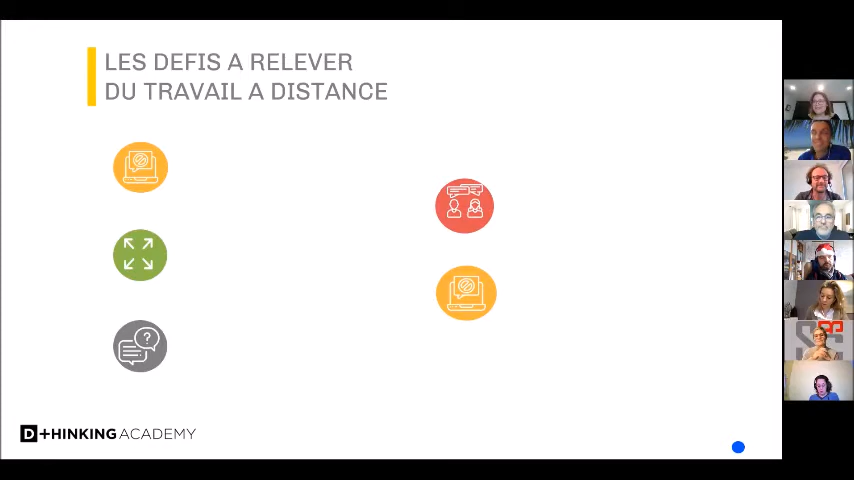 LES DEFIS A RELEVER
DU TRAVAIL A DISTANCE
?
D+HINKING ACADEMY